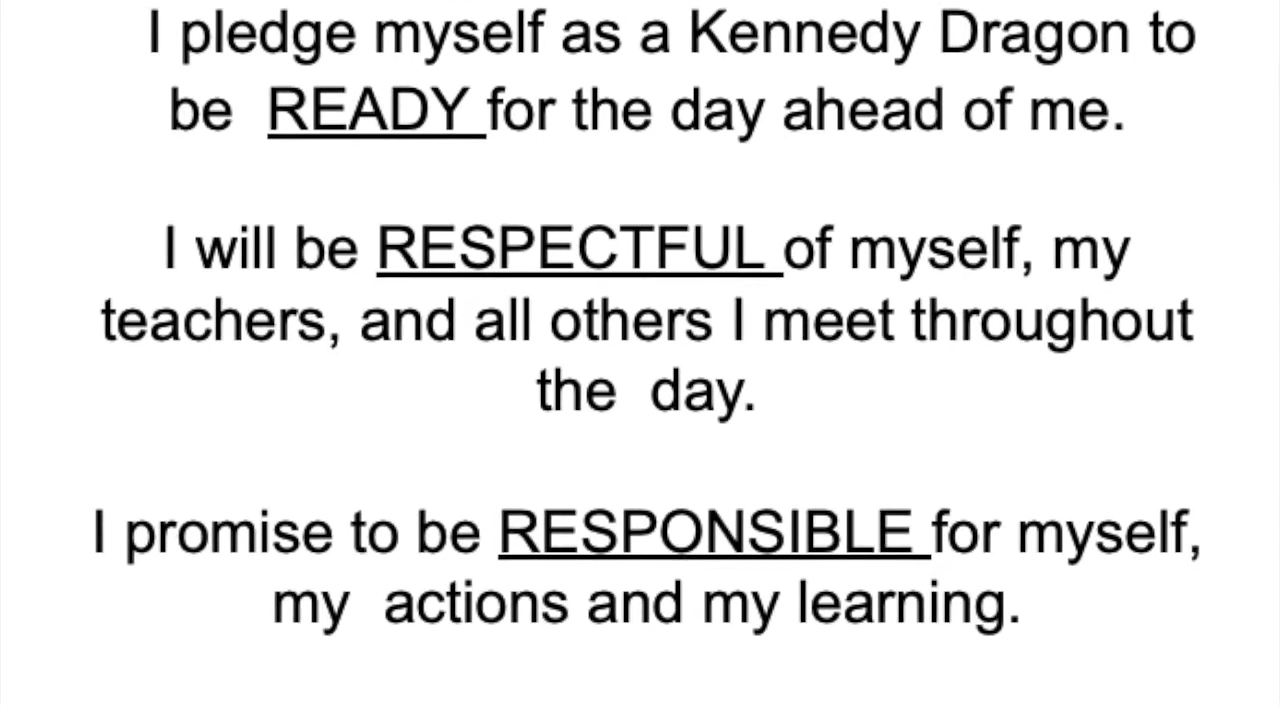 I pledge myself as a Kennedy Dragon to
be  READY for the day ahead of me.
I will be RESPECTFUL of myself, my
teachers, and all others I meet throughout
the  day.
I promise to be RESPONSIBLE for myself,
my  actions and my learning.